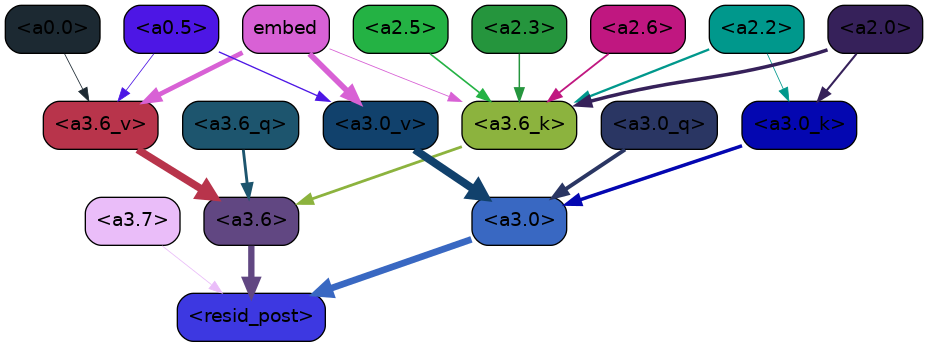 <a0.0> <a0.5> embed <a2.5> <a2.3> <a2.6> <a2.2> <a2.0>
<a3.6_v> <a3.6_q> <a3.0_v> <a3.6_k> <a3.0_q> <a3.0_k>
<a3.7> <a3.6> <a3.0>
<resid_post>